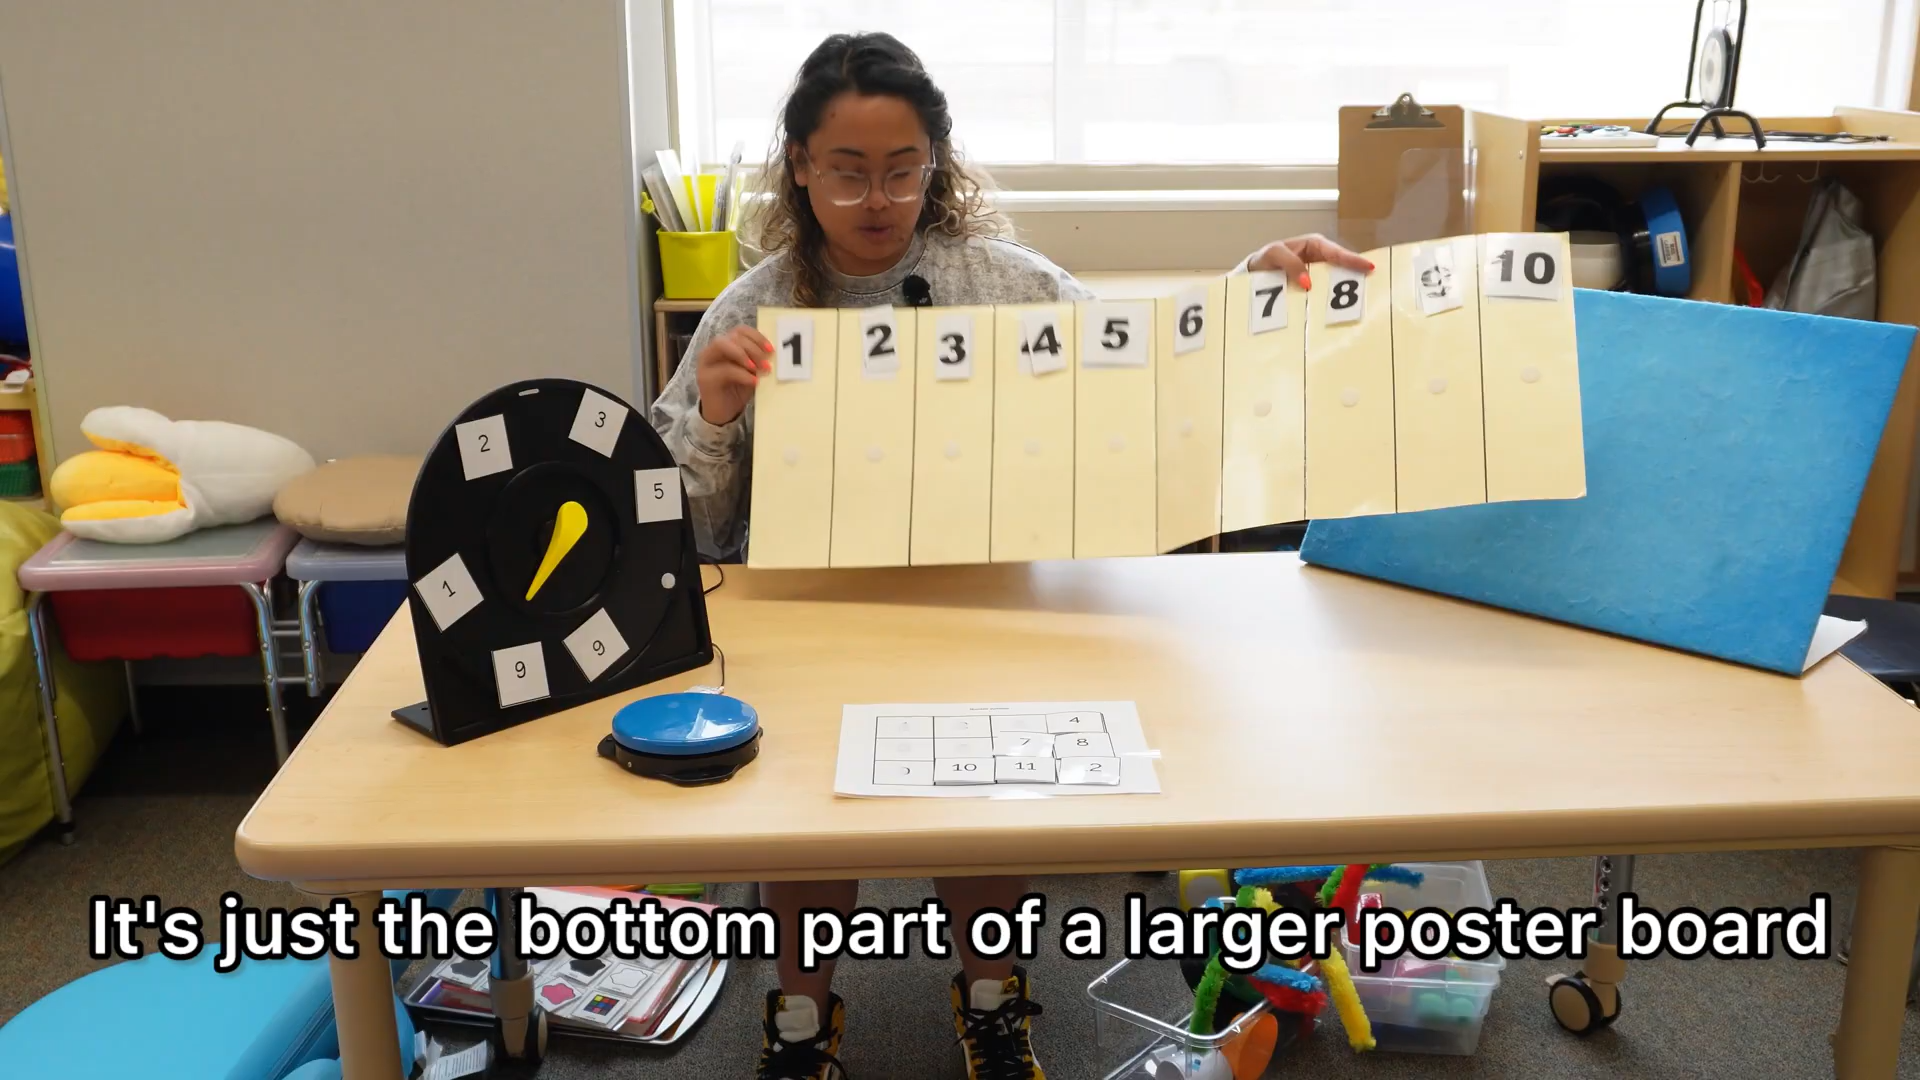 1 2 3 4 5 6 7 8 10
2 3
5
1
9 9
4
7 8
10 11 2
It's just the bottom part of a larger poster board